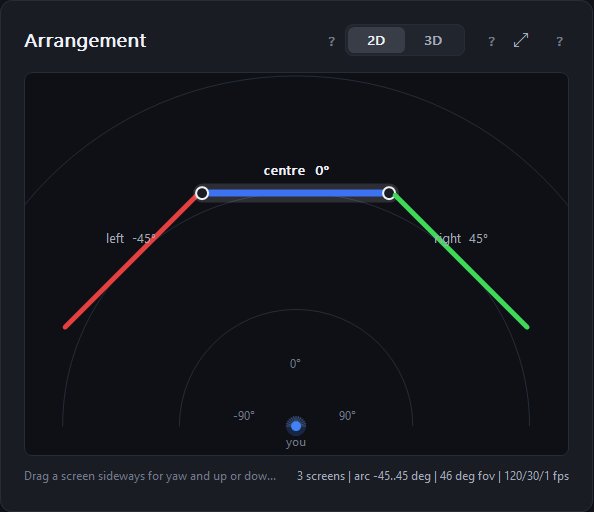 Arrangement ? 2D 3D ? ?
centre 0°
left -45° right 45°
0°
-90° 90°
you
Drag a screen sideways for yaw and up or dow... 3 screens | arc -45..45 deg | 46 deg fov | 120/30/1 fps